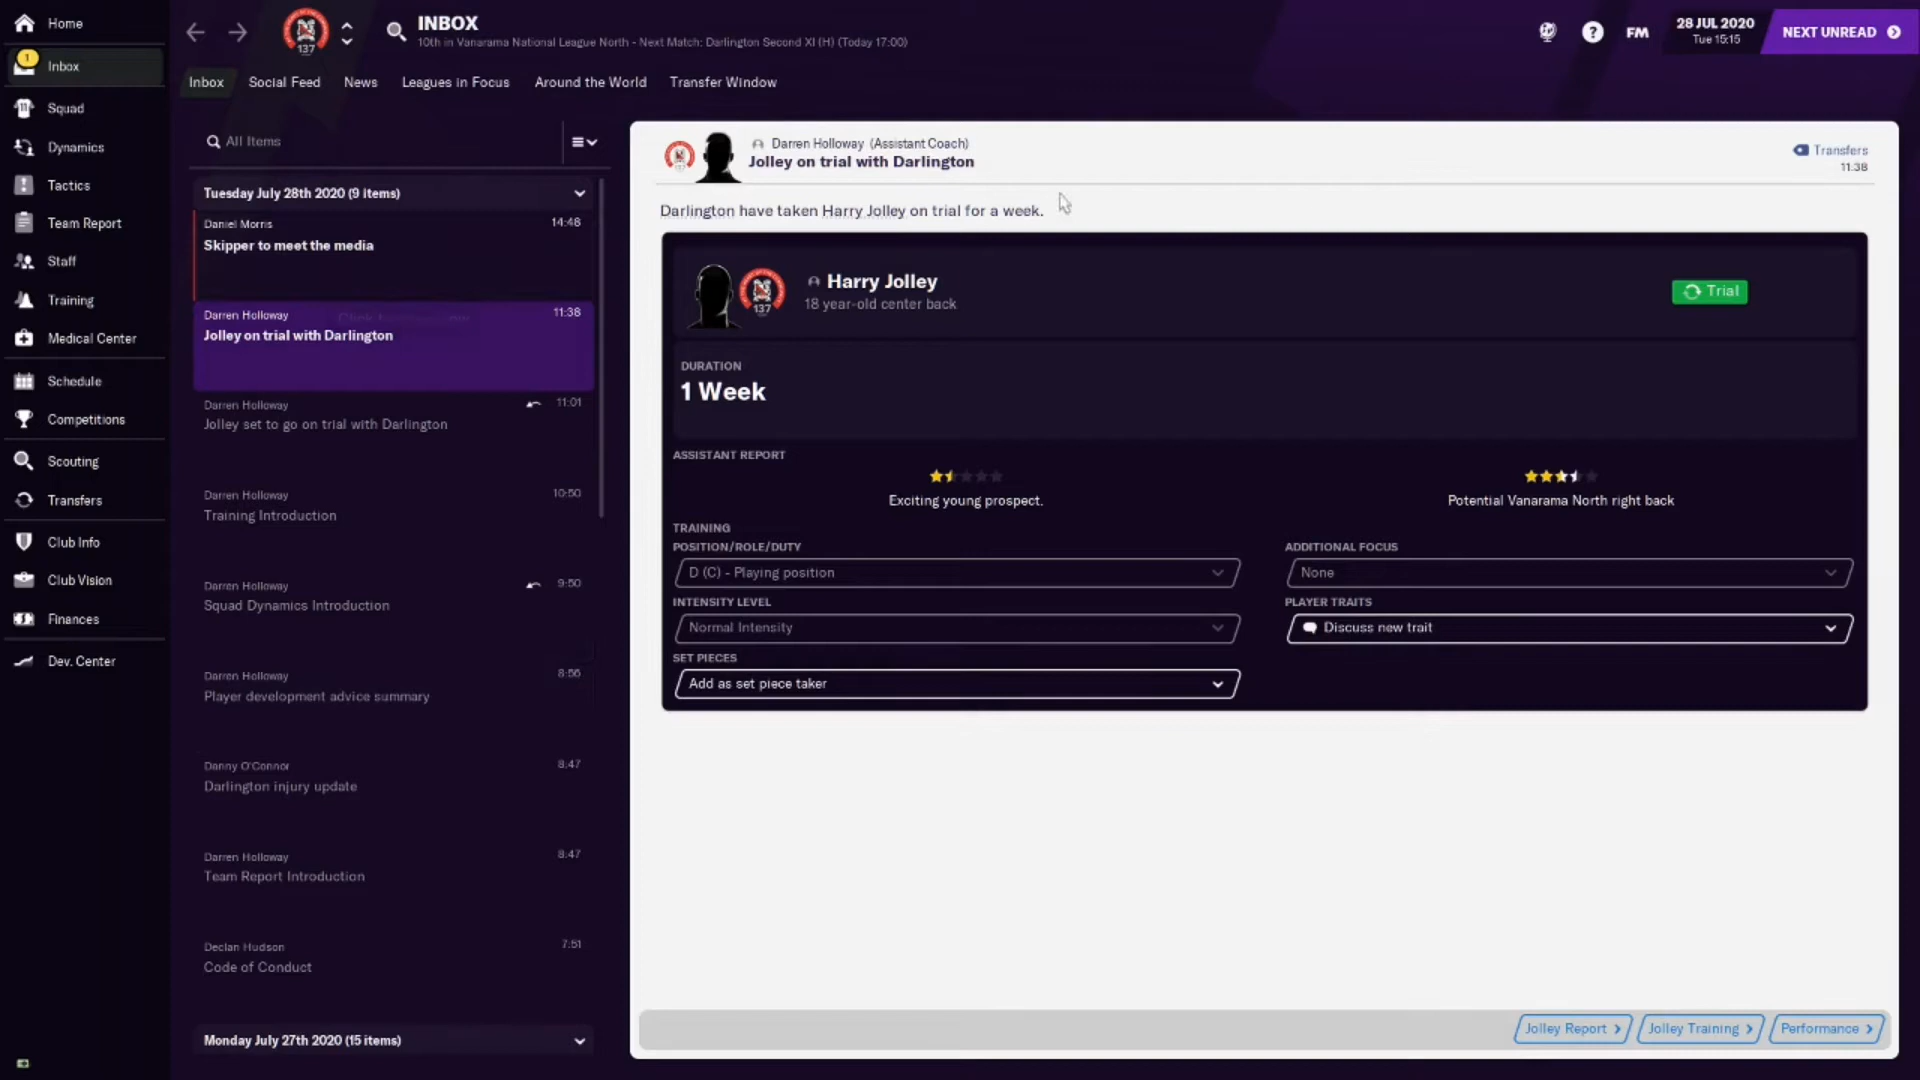 Home
Inbox
1
Squad
Dynamics
Tactics
Team Report
Staff
Training
Medical Center
Schedule
Competitions
Scouting
Transfers
Club Info
Club Vision
Finances
Dev. Center
137
INBOX
10th in Vanarama National League North - Next Match: Darlington Second XI (H) (Today 17:00)
FM
28 JUL 2020
Tue 15:15
NEXT UNREAD
Inbox
Social Feed
News
Leagues in Focus
Around the World
Transfer Window
All Items
Tuesday July 28th 2020 (9 items)
Daniel Morris 14:48
Skipper to meet the media
Darren Holloway 11:38
Jolley on trial with Darlington
Darren Holloway 11:01
Jolley set to go on trial with Darlington
Darren Holloway 10:50
Training Introduction
Darren Holloway 9:50
Squad Dynamics Introduction
Darren Holloway 8:56
Player development advice summary
Danny O'Connor 8:47
Darlington injury update
Darren Holloway 8:47
Team Report Introduction
Declan Hudson 7:51
Code of Conduct
Monday July 27th 2020 (15 items)
Darren Holloway (Assistant Coach)
Jolley on trial with Darlington
Transfers
11:38
Darlington have taken Harry Jolley on trial for a week.
137
Harry Jolley
18 year-old center back
Trial
DURATION
1 Week
ASSISTANT REPORT
Exciting young prospect.
Potential Vanarama North right back
TRAINING
POSITION/ROLE/DUTY
D (C) - Playing position
ADDITIONAL FOCUS
None
INTENSITY LEVEL
Normal Intensity
PLAYER TRAITS
Discuss new trait
SET PIECES
Add as set piece taker
Jolley Report
Jolley Training
Performance